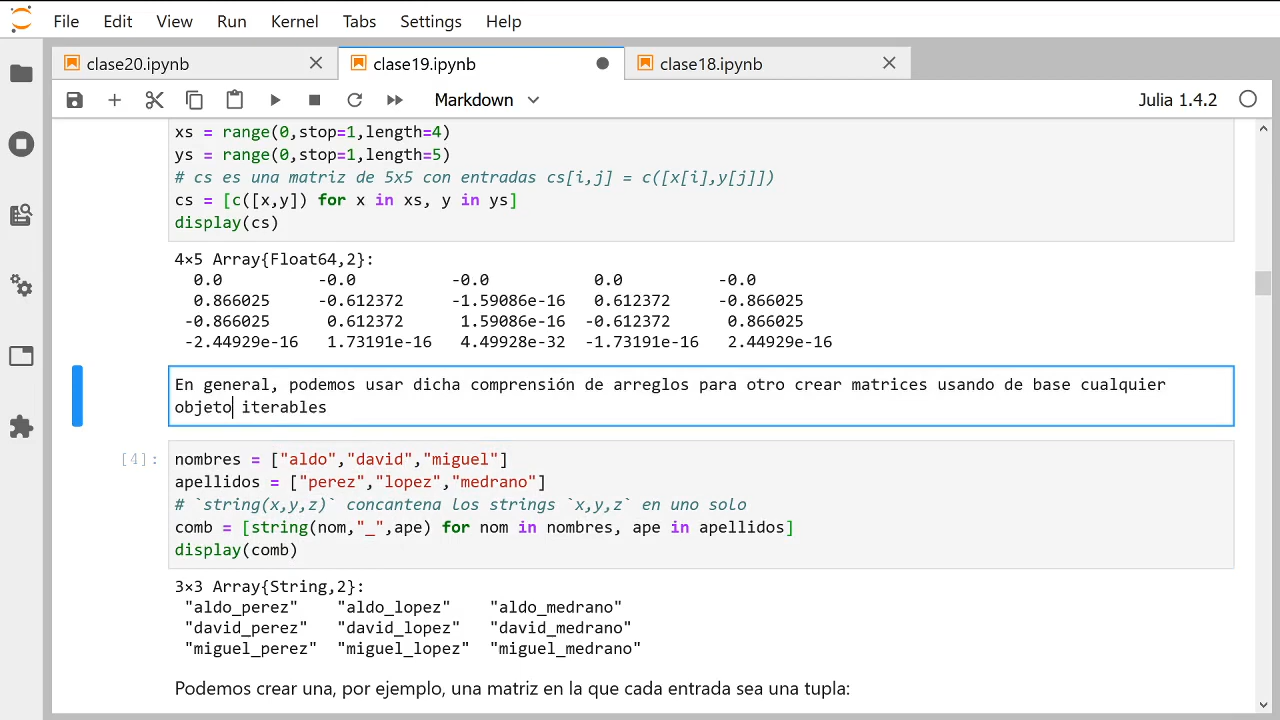 File Edit View Run Kernel Tabs Settings Help
clase20.ipynb clase19.ipynb clase18.ipynb
Markdown Julia 1.4.2
xs = range(0,stop=1,length=4)
ys = range(0,stop=1,length=5)
# cs es una matriz de 5x5 con entradas cs[i,j] = c([x[i],y[j]])
cs = [c([x,y]) for x in xs, y in ys]
display(cs)
4×5 Array{Float64,2}:
0.0 -0.0 -0.0 0.0 -0.0
0.866025 -0.612372 -1.59086e-16 0.612372 -0.866025
-0.866025 0.612372 1.59086e-16 -0.612372 0.866025
-2.44929e-16 1.73191e-16 4.49928e-32 -1.73191e-16 2.44929e-16
En general, podemos usar dicha comprensión de arreglos para otro crear matrices usando de base cualquier
objeto iterables
[4]: nombres = ["aldo","david","miguel"]
apellidos = ["perez","lopez","medrano"]
# `string(x,y,z)` concantena los strings `x,y,z` en uno solo
comb = [string(nom,"_",ape) for nom in nombres, ape in apellidos]
display(comb)
3×3 Array{String,2}:
"aldo_perez" "aldo_lopez" "aldo_medrano"
"david_perez" "david_lopez" "david_medrano"
"miguel_perez" "miguel_lopez" "miguel_medrano"
Podemos crear una, por ejemplo, una matriz en la que cada entrada sea una tupla: